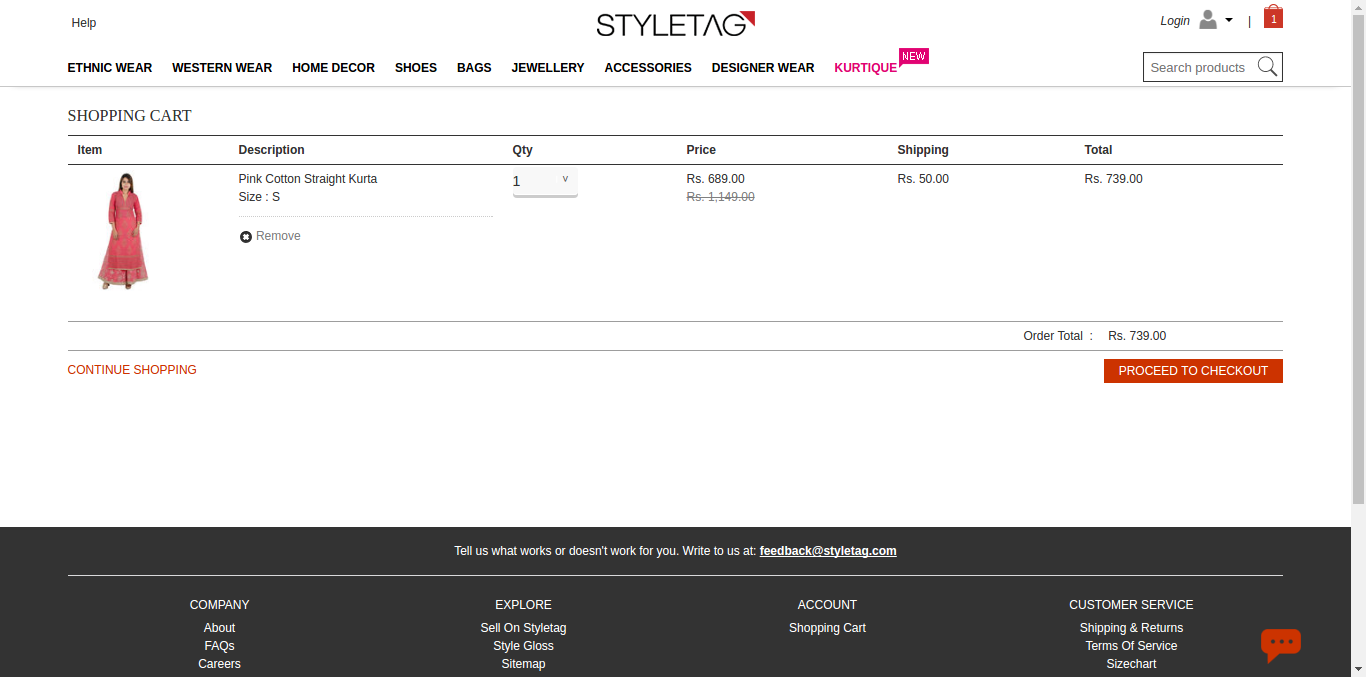 Help
STYLETAG
Login | 1
ETHNIC WEAR WESTERN WEAR HOME DECOR SHOES BAGS JEWELLERY ACCESSORIES DESIGNER WEAR KURTIQUE NEW
Search products
SHOPPING CART
Item Description Qty Price Shipping Total
Pink Cotton Straight Kurta 1 v Rs. 689.00 Rs. 50.00 Rs. 739.00
Size : S Rs. 1,149.00
Remove
Order Total : Rs. 739.00
CONTINUE SHOPPING PROCEED TO CHECKOUT
Tell us what works or doesn't work for you. Write to us at: feedback@styletag.com
COMPANY EXPLORE ACCOUNT CUSTOMER SERVICE
About Sell On Styletag Shopping Cart Shipping & Returns
FAQs Style Gloss Terms Of Service
Careers Sitemap Sizechart